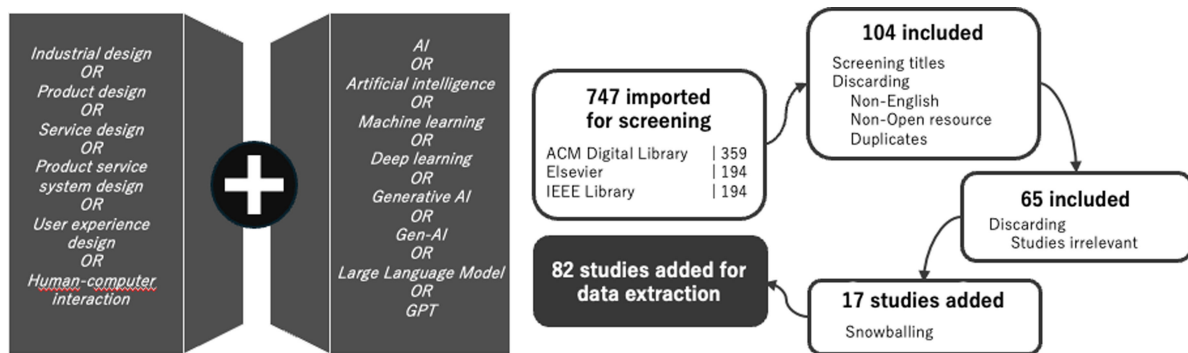 Industrial design
OR
Product design
OR
Service design
OR
Product service
system design
OR
User experience
design
OR
Human-computer
interaction
AI
OR
Artificial intelligence
OR
Machine learning
OR
Deep learning
OR
Generative AI
OR
Gen-AI
OR
Large Language Model
OR
GPT
747 imported
for screening
ACM Digital Library | 359
Elsevier | 194
IEEE Library | 194
104 included
Screening titles
Discarding
Non-English
Non-Open resource
Duplicates
65 included
Discarding
Studies irrelevant
17 studies added
Snowballing
82 studies added for
data extraction